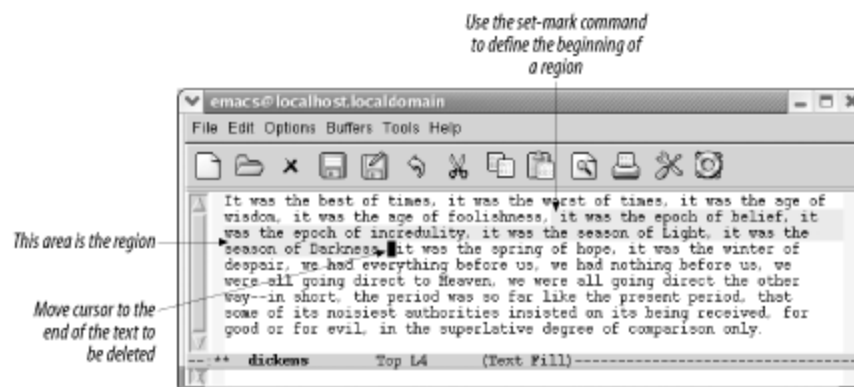 Use the set-mark command
to define the beginning of
a region
emacs@localhost.localdomain
File Edit Options Buffers Tools Help
It was the best of times, it was the worst of times, it was the age of
wisdom, it was the age of foolishness, it was the epoch of belief, it
was the epoch of incredulity, it was the season of Light, it was the
This area is the region
season of Darkness, it was the spring of hope, it was the winter of
despair, we had everything before us, we had nothing before us, we
were all going direct to Heaven, we were all going direct the other
way--in short, the period was so far like the present period, that
some of its noisiest authorities insisted on its being received, for
good or for evil, in the superlative degree of comparison only.
Move cursor to the
end of the text to
be deleted
--:** dickens Top L4 (Text Fill)--------------------------------